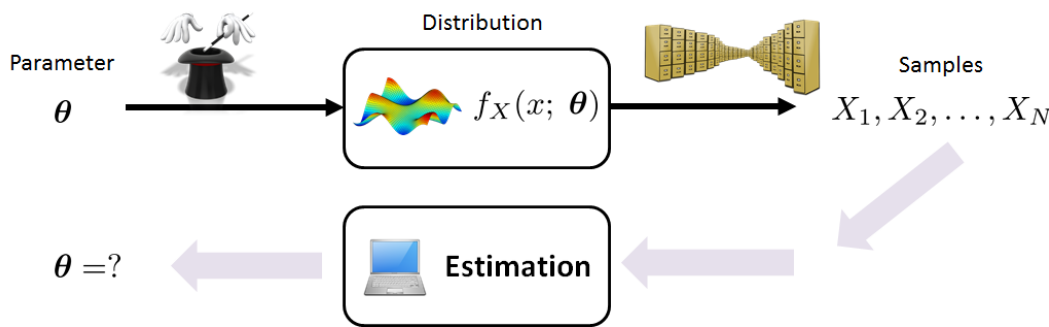 Parameter
θ
Distribution
f_X(x; θ)
Samples
X_1, X_2, . . . , X_N
Estimation
θ =?